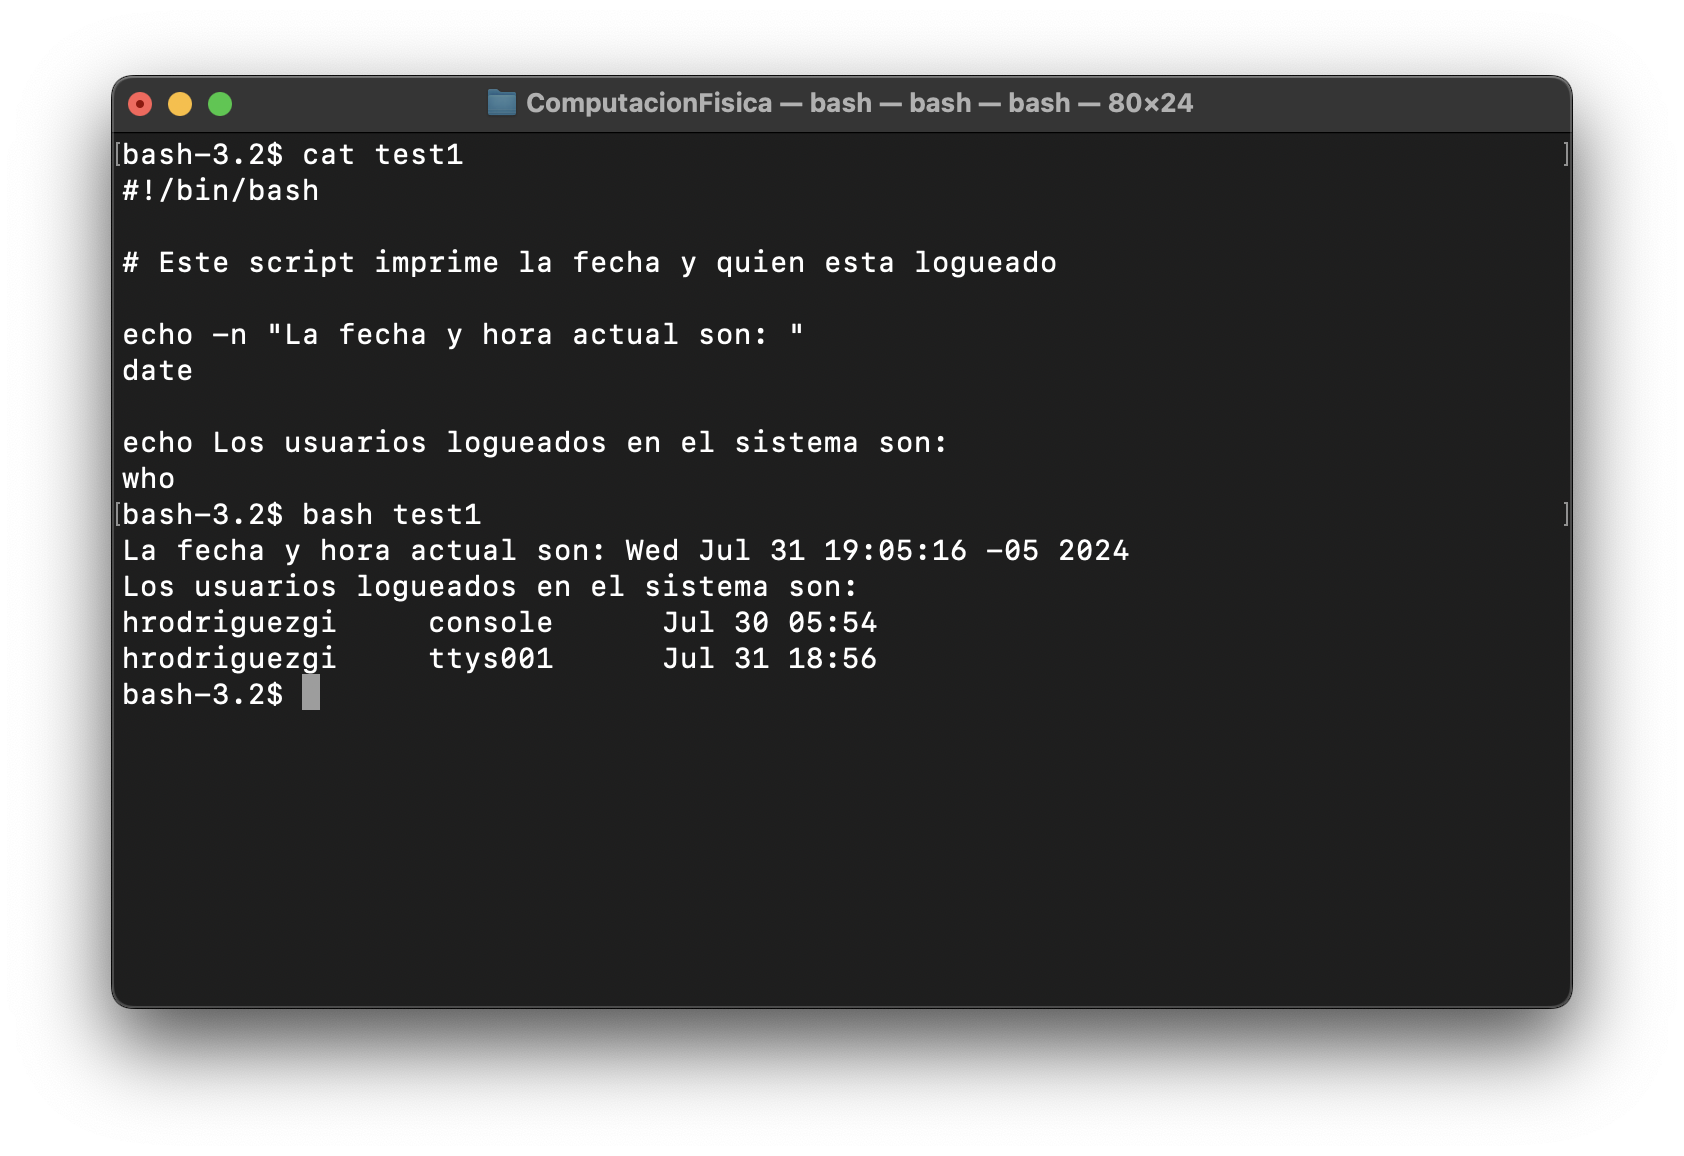 ComputacionFisica — bash — bash — bash — 80×24
[bash-3.2$ cat test1 ]
#!/bin/bash
# Este script imprime la fecha y quien esta logueado
echo -n "La fecha y hora actual son: "
date
echo Los usuarios logueados en el sistema son:
who
[bash-3.2$ bash test1 ]
La fecha y hora actual son: Wed Jul 31 19:05:16 -05 2024
Los usuarios logueados en el sistema son:
hrodriguezgi     console      Jul 30 05:54
hrodriguezgi     ttys001      Jul 31 18:56
bash-3.2$